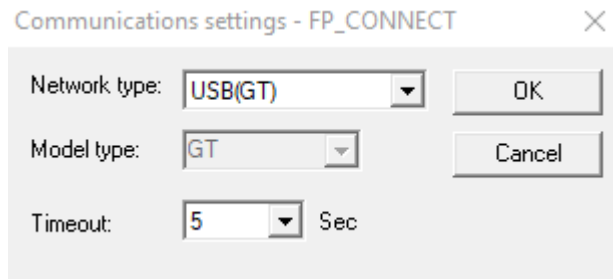 Communications settings - FP_CONNECT
Network type: USB(GT) OK
Model type: GT Cancel
Timeout: 5 Sec